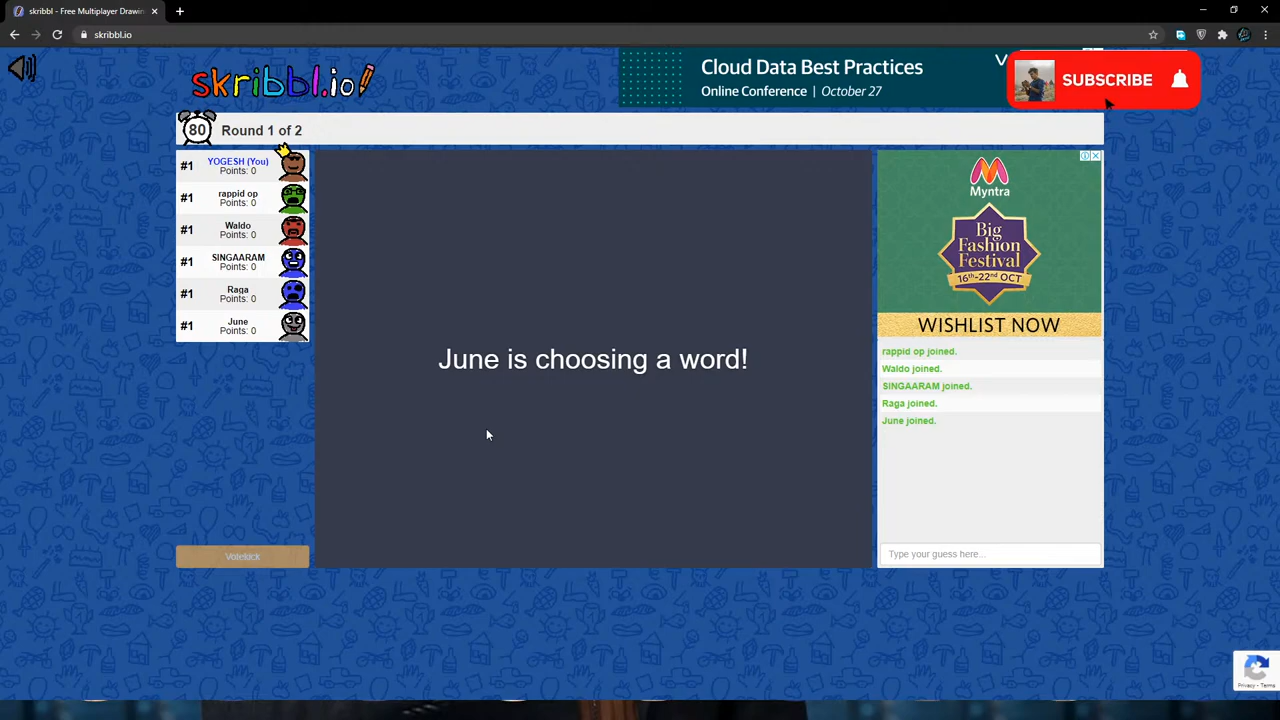 skribbl - Free Multiplayer Drawin
skribbl.io
skribbl.io
Cloud Data Best Practices
Online Conference | October 27
SUBSCRIBE
80
Round 1 of 2
#1
YOGESH (You)
Points: 0
#1
rappid op
Points: 0
#1
Waldo
Points: 0
#1
SINGAARAM
Points: 0
#1
Raga
Points: 0
#1
June
Points: 0
Votekick
June is choosing a word!
Myntra
Big
Fashion
Festival
16th-22nd OCT
WISHLIST NOW
rappid op joined.
Waldo joined.
SINGAARAM joined.
Raga joined.
June joined.
Type your guess here...
Privacy - Terms